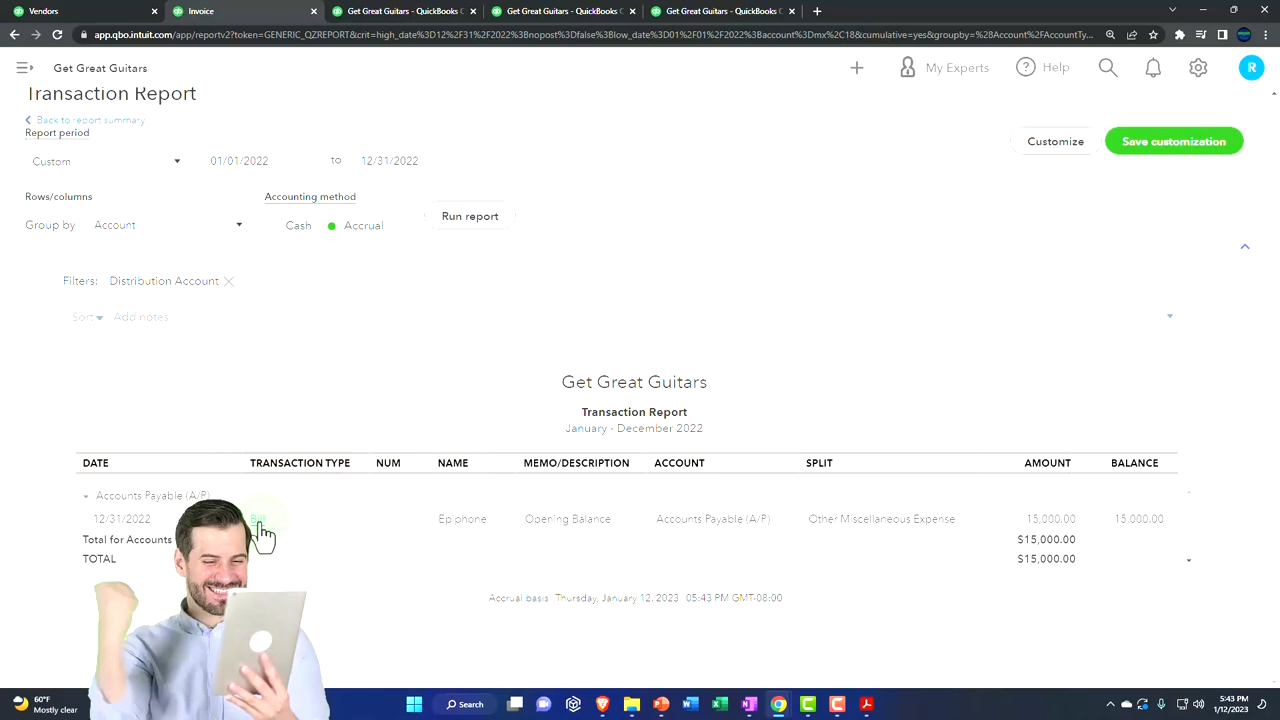 Vendors
Invoice
Get Great Guitars - QuickBooks C
Get Great Guitars - QuickBooks C
Get Great Guitars - QuickBooks C
app.qbo.intuit.com/app/reportv2?token=GENERIC_QZREPORT&crit=high_date%3D12%2F31%2F2022%3Bnoposp%3Dfalse%3Blow_date%3D01%2F01%2F2022%3Baccount%3Dmx%2C18&cumulative=yes&groupby=%28Account%2CAccountTy...
Get Great Guitars
My Experts
Help
Transaction Report
Back to report summary
Report period
Custom
01/01/2022
to
12/31/2022
Customize
Save customization
Rows/columns
Accounting method
Group by
Account
Cash
Accrual
Run report
Filters:
Distribution Account
Sort
Add notes
Get Great Guitars
Transaction Report
January - December 2022
DATE TRANSACTION TYPE NUM NAME MEMO/DESCRIPTION ACCOUNT SPLIT AMOUNT BALANCE
Accounts Payable (A/P)
12/31/2022 Bill Epiphone Opening Balance Accounts Payable (A/P) Other Miscellaneous Expense 15,000.00 15,000.00
Total for Accounts $15,000.00
TOTAL $15,000.00
Accrual basis Thursday, January 12, 2023 05:43 PM GMT-08:00
60°F
Mostly clear
Search
5:43 PM
1/12/2023